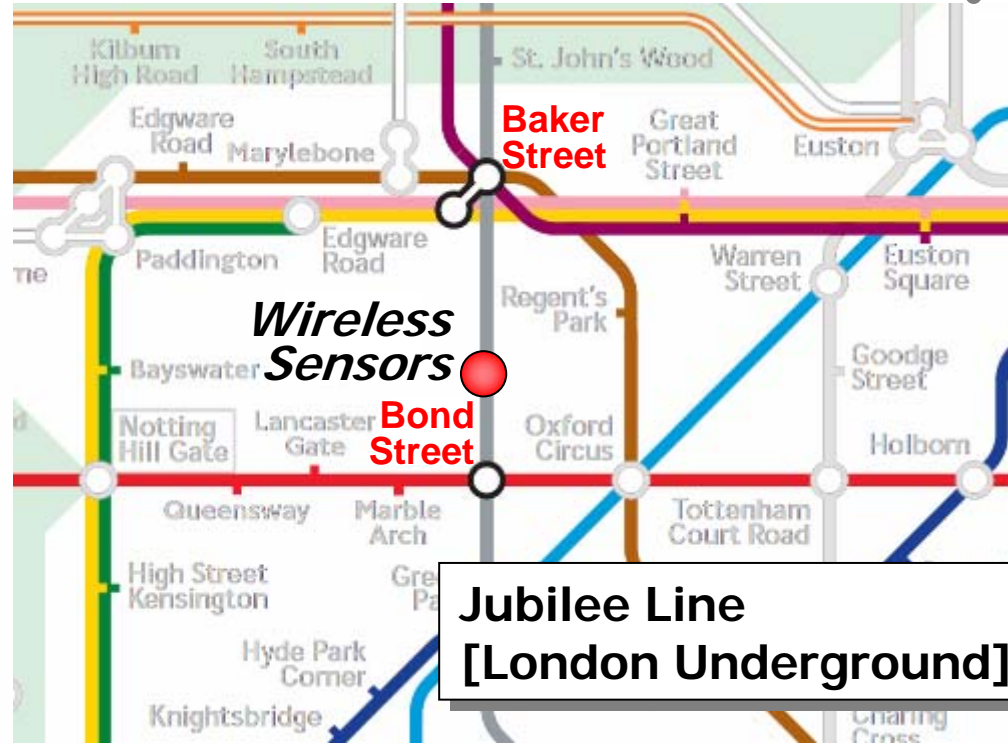 Kilburn
High Road
South
Hampstead
St. John's Wood
Edgware
Road
Marylebone
Baker
Street
Great
Portland
Street
Euston
Paddington
Edgware
Road
Warren
Street
Euston
Square
Regent's
Park
Wireless
Sensors
Bayswater
Goodge
Street
Notting
Hill Gate
Lancaster
Gate
Bond
Street
Oxford
Circus
Holborn
Queensway
Marble
Arch
Tottenham
Court Road
High Street
Kensington
Jubilee Line
[London Underground]
Hyde Park
Corner
Knightsbridge
Charing
Cross